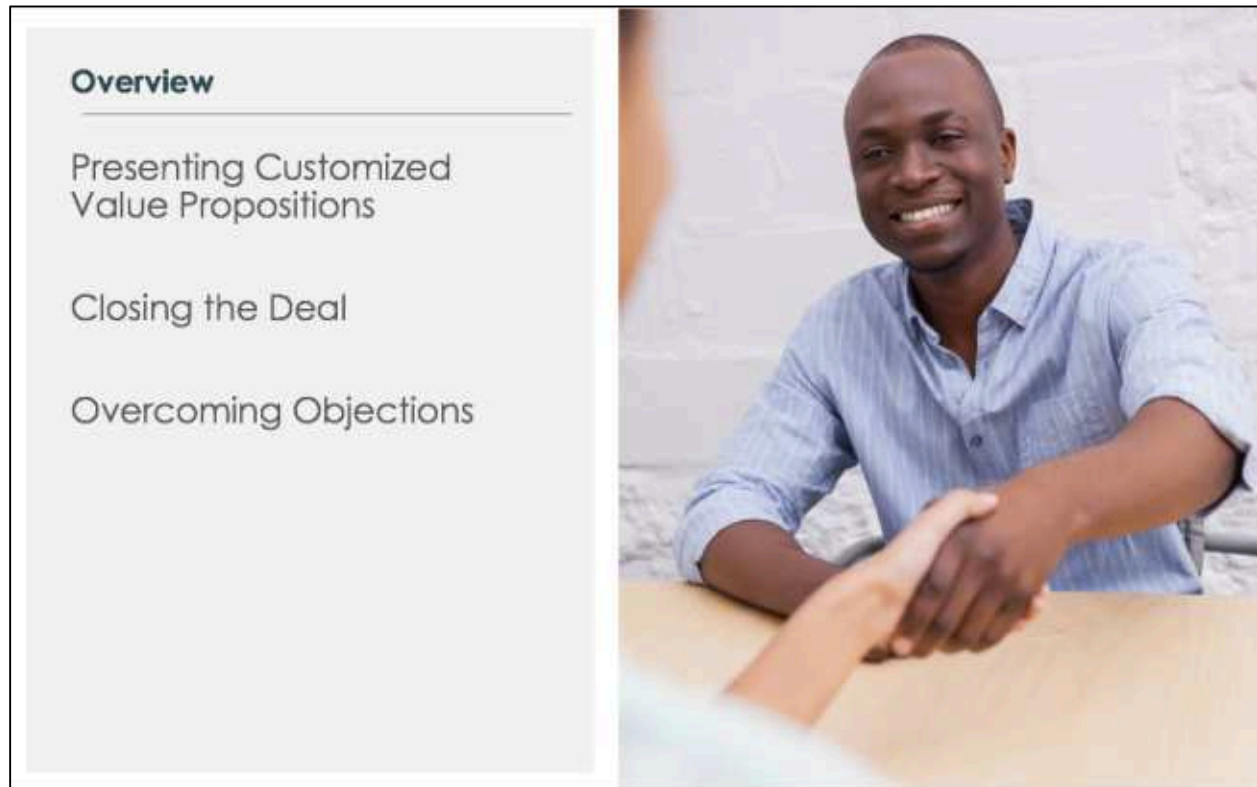 Overview
Presenting Customized
Value Propositions
Closing the Deal
Overcoming Objections